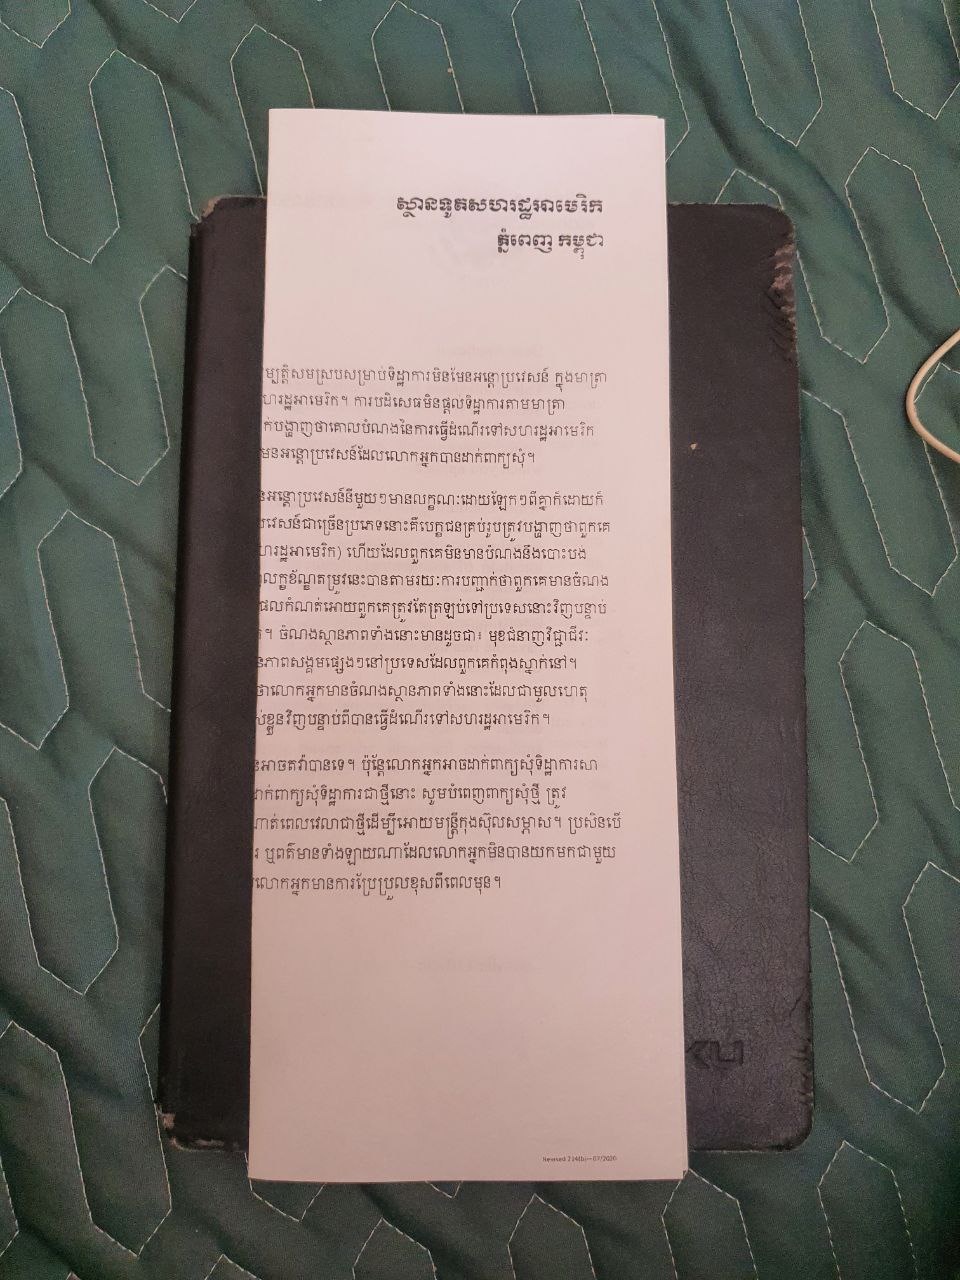 ស្ថានទូតសហរដ្ឋអាមេរិក
ភ្នំពេញ កម្ពុជា
ម្បត្តិសមស្របសម្រាប់ទិដ្ឋាការមិនមែនអន្តោប្រវេសន៍ ក្នុងមាត្រា
ហរដ្ឋអាមេរិក។ ការបដិសេធមិនផ្តល់ទិដ្ឋាការតាមមាត្រា
ក់បង្ហាញថាគោលបំណងនៃការធ្វើដំណើរទៅសហរដ្ឋអាមេរិក
មែនអន្តោប្រវេសន៍ដែលលោកអ្នកបានដាក់ពាក្យសុំ។
នអន្តោប្រវេសន៍នីមួយៗមានលក្ខណៈដោយឡែកៗពីគ្នាក៏ដោយក៏
វេសន៍ជាច្រើនប្រភេទនោះគឺបេក្ខជនគ្រប់រូបត្រូវបង្ហាញថាពួកគេ
ហរដ្ឋអាមេរិក) ហើយដែលពួកគេមិនមានបំណងនឹងបោះបង់
លក្ខខ័ណ្ឌតម្រូវនេះបានតាមរយៈការបញ្ជាក់ថាពួកគេមានចំណង
ផលកំណត់អោយពួកគេត្រូវតែត្រឡប់ទៅប្រទេសនោះវិញបន្ទាប់
ក។ ចំណងស្ថានភាពទាំងនោះមានដូចជា៖ មុខជំនាញវិជ្ជាជីវៈ
នភាពសង្គមផ្សេងៗនៅប្រទេសដែលពួកគេកំពុងស្នាក់នៅ។
ថាលោកអ្នកមានចំណងស្ថានភាពទាំងនោះដែលជាមូលហេតុ
ស់ខ្លួនវិញបន្ទាប់ពីបានធ្វើដំណើរទៅសហរដ្ឋអាមេរិក។
នអាចតវ៉ាបានទេ។ ប៉ុន្តែលោកអ្នកអាចដាក់ពាក្យសុំទិដ្ឋាការសា
ដាក់ពាក្យសុំទិដ្ឋាការជាថ្មីនោះ សូមបំពេញពាក្យសុំថ្មី ត្រូវ
ណាត់ពេលវេលាជាថ្មីដើម្បីអោយមន្ត្រីកុងស៊ុលសម្ភាស។ ប្រសិនបើ
រ ឬពត៌មានទាំងឡាយណាដែលលោកអ្នកមិនបានយកមកជាមួយ
លោកអ្នកមានការប្រែប្រួលខុសពីពេលមុន។
Revised 214(b)—07/2020